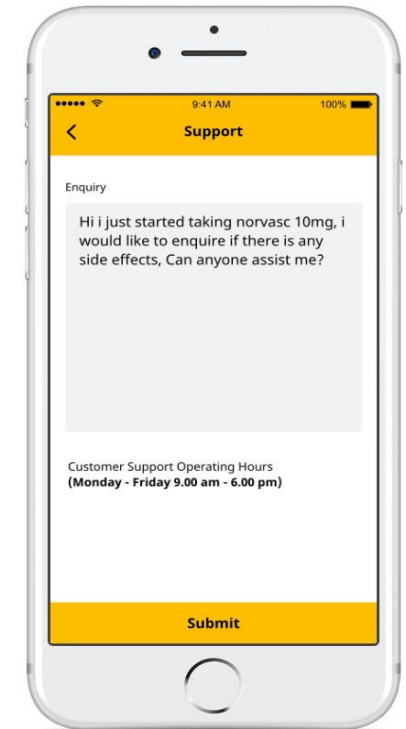 9:41 AM
100%
Support
Enquiry
Hi i just started taking norvasc 10mg, i
would like to enquire if there is any
side effects, Can anyone assist me?
Customer Support Operating Hours
(Monday - Friday 9.00 am - 6.00 pm)
Submit